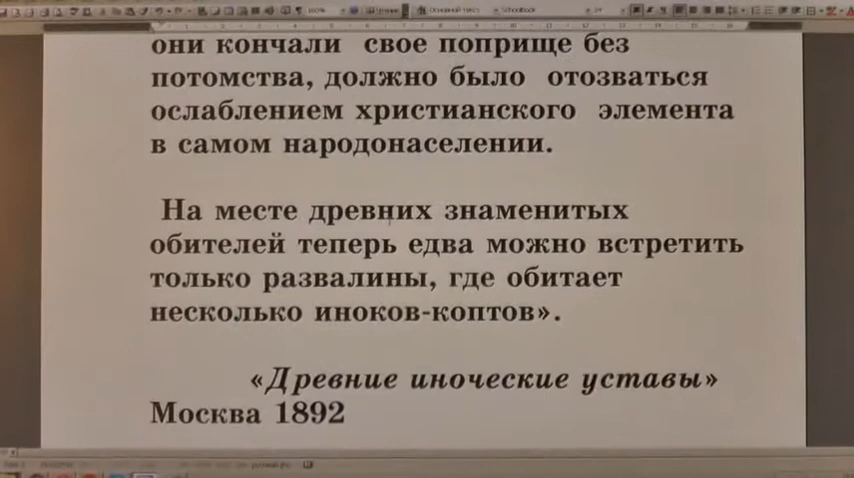 они кончали свое поприще без
потомства, должно было отозваться
ослаблением христианского элемента
в самом народонаселении.
На месте древних знаменитых
обителей теперь едва можно встретить
только развалины, где обитает
несколько иноков-коптов».
«Древние иноческие уставы»
Москва 1892